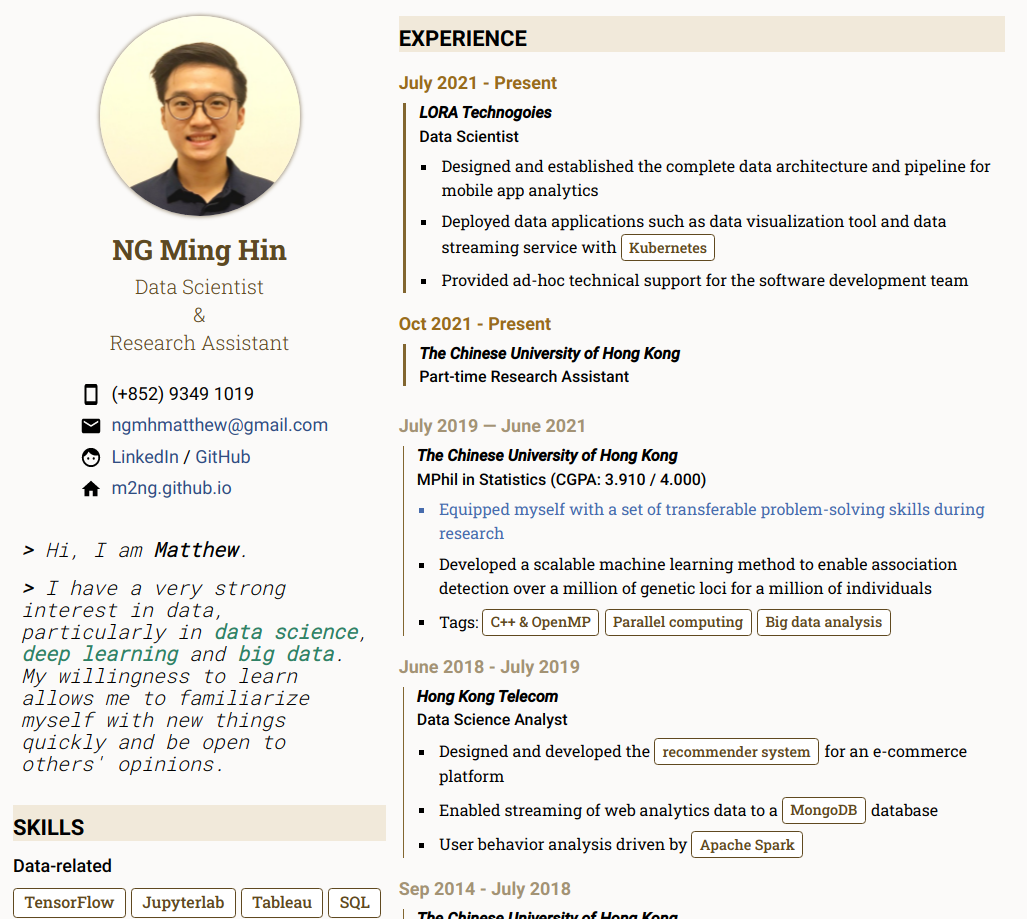 NG Ming Hin
Data Scientist
&
Research Assistant
(+852) 9349 1019
ngmhmatthew@gmail.com
LinkedIn / GitHub
m2ng.github.io
> Hi, I am Matthew.
> I have a very strong
interest in data,
particularly in data science,
deep learning and big data.
My willingness to learn
allows me to familiarize
myself with new things
quickly and be open to
others' opinions.
SKILLS
Data-related
TensorFlow Jupyterlab Tableau SQL
EXPERIENCE
July 2021 - Present
LORA Technogoies
Data Scientist
▪ Designed and established the complete data architecture and pipeline for
mobile app analytics
▪ Deployed data applications such as data visualization tool and data
streaming service with Kubernetes
▪ Provided ad-hoc technical support for the software development team
Oct 2021 - Present
The Chinese University of Hong Kong
Part-time Research Assistant
July 2019 — June 2021
The Chinese University of Hong Kong
MPhil in Statistics (CGPA: 3.910 / 4.000)
▪ Equipped myself with a set of transferable problem-solving skills during
research
▪ Developed a scalable machine learning method to enable association
detection over a million of genetic loci for a million of individuals
▪ Tags: C++ & OpenMP Parallel computing Big data analysis
June 2018 - July 2019
Hong Kong Telecom
Data Science Analyst
▪ Designed and developed the recommender system for an e-commerce
platform
▪ Enabled streaming of web analytics data to a MongoDB database
▪ User behavior analysis driven by Apache Spark
Sep 2014 - July 2018
The Chinese University of Hong Kong